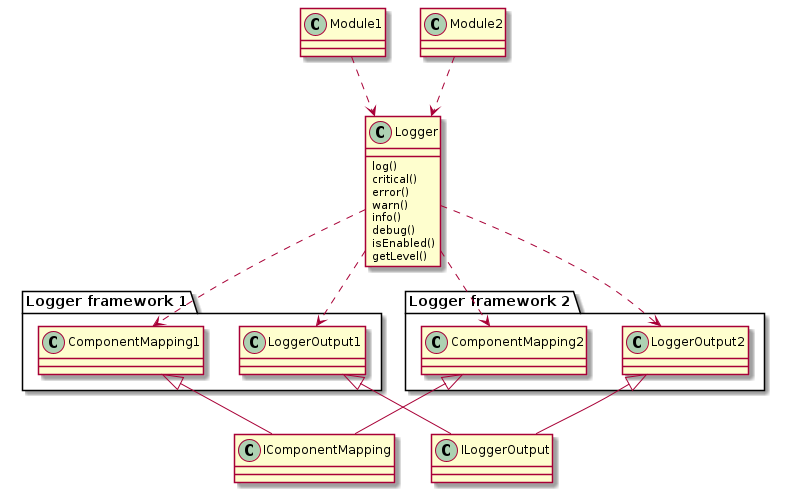 C Module1
C Module2
C Logger
log()
critical()
error()
warn()
info()
debug()
isEnabled()
getLevel()
Logger framework 1
Logger framework 2
C ComponentMapping1
C LoggerOutput1
C ComponentMapping2
C LoggerOutput2
C IComponentMapping
C ILoggerOutput